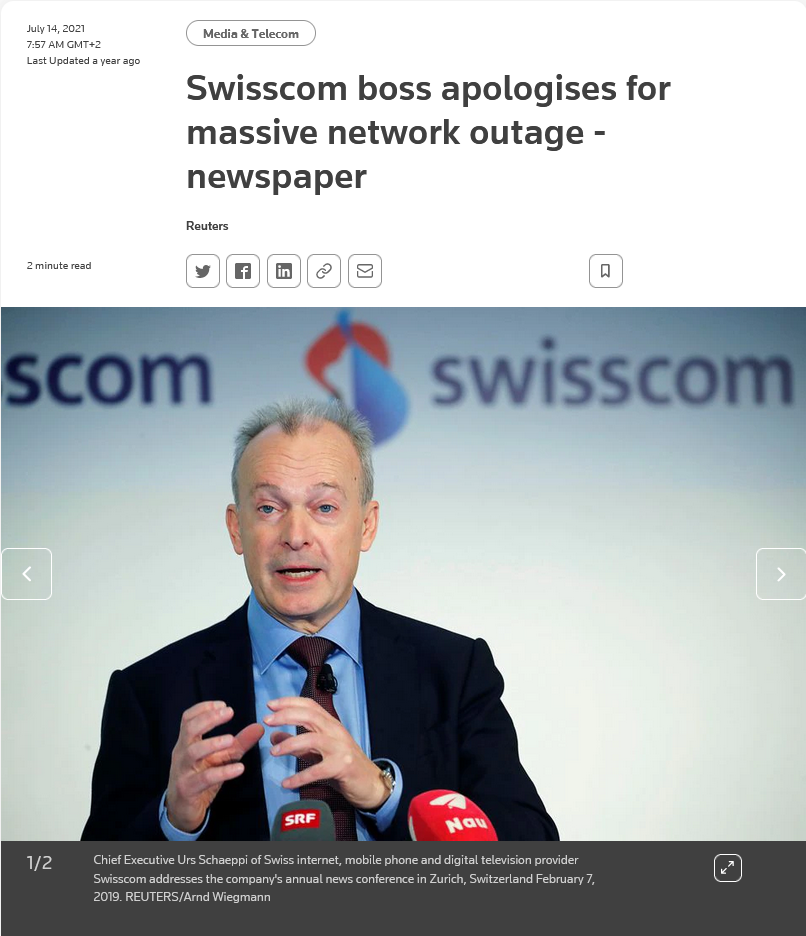 July 14, 2021
7:57 AM GMT+2
Last Updated a year ago
Media & Telecom
Swisscom boss apologises for
massive network outage -
newspaper
Reuters
2 minute read
scom
swisscom
SRF
Nau
1/2
Chief Executive Urs Schaeppi of Swiss internet, mobile phone and digital television provider
Swisscom addresses the company's annual news conference in Zurich, Switzerland February 7,
2019. REUTERS/Arnd Wiegmann